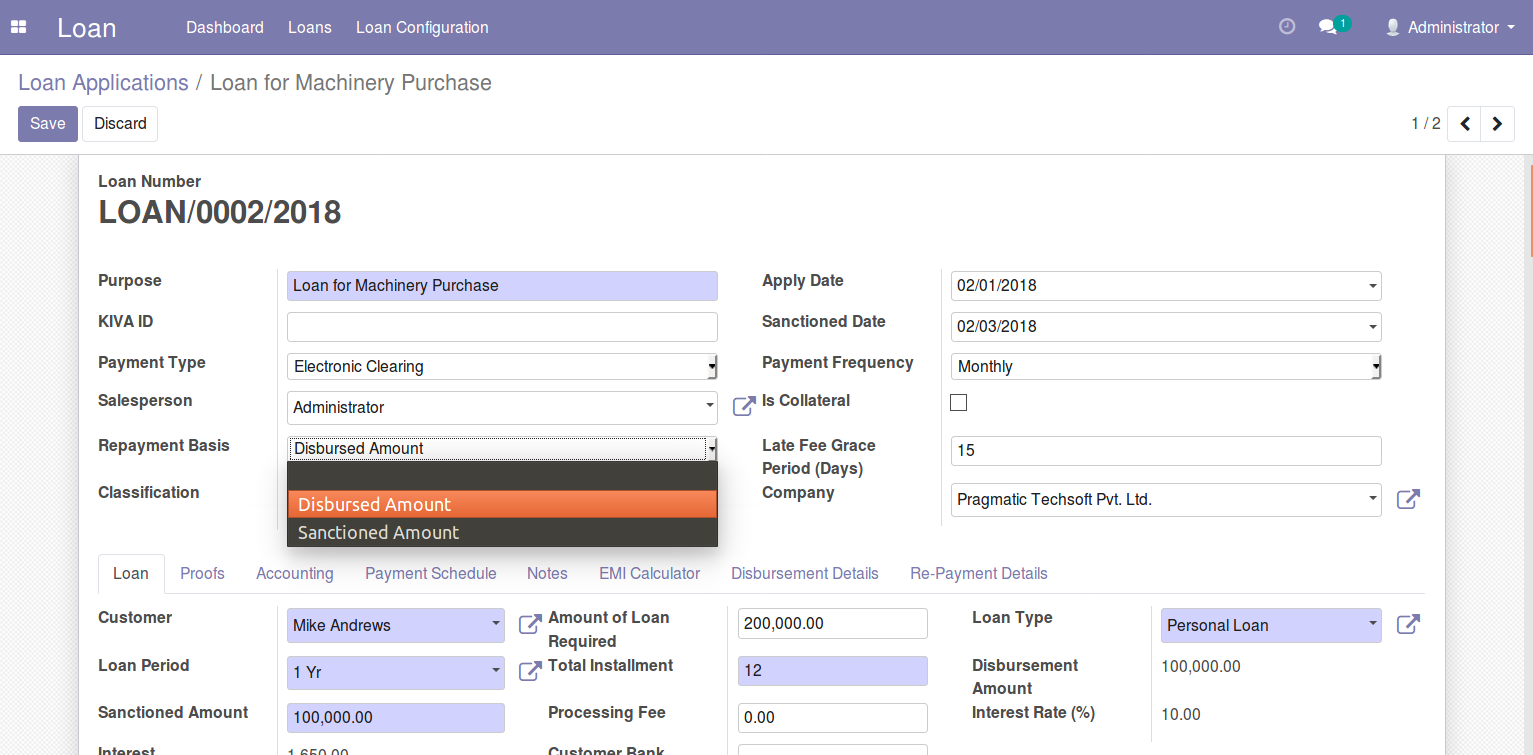 Loan
Dashboard Loans Loan Configuration
1
Administrator
Loan Applications / Loan for Machinery Purchase
Save Discard
1 / 2
Loan Number
LOAN/0002/2018
Purpose Loan for Machinery Purchase
Apply Date 02/01/2018
KIVA ID
Sanctioned Date 02/03/2018
Payment Type Electronic Clearing
Payment Frequency Monthly
Salesperson Administrator
Is Collateral
Repayment Basis Disbursed Amount
Late Fee Grace
Period (Days)
15
Classification
Disbursed Amount
Sanctioned Amount
Company Pragmatic Techsoft Pvt. Ltd.
Loan Proofs Accounting Payment Schedule Notes EMI Calculator Disbursement Details Re-Payment Details
Customer Mike Andrews
Amount of Loan
Required
200,000.00
Loan Type Personal Loan
Loan Period 1 Yr
Total Installment 12
Disbursement
Amount
100,000.00
Sanctioned Amount 100,000.00
Processing Fee 0.00
Interest Rate (%) 10.00
Interest 1,650.00
Customer Bank